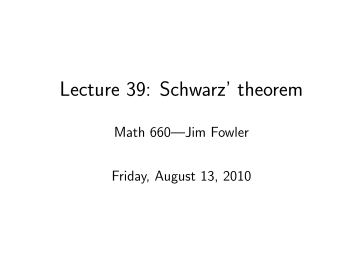 Lecture 39: Schwarz' theorem
Math 660—Jim Fowler
Friday, August 13, 2010